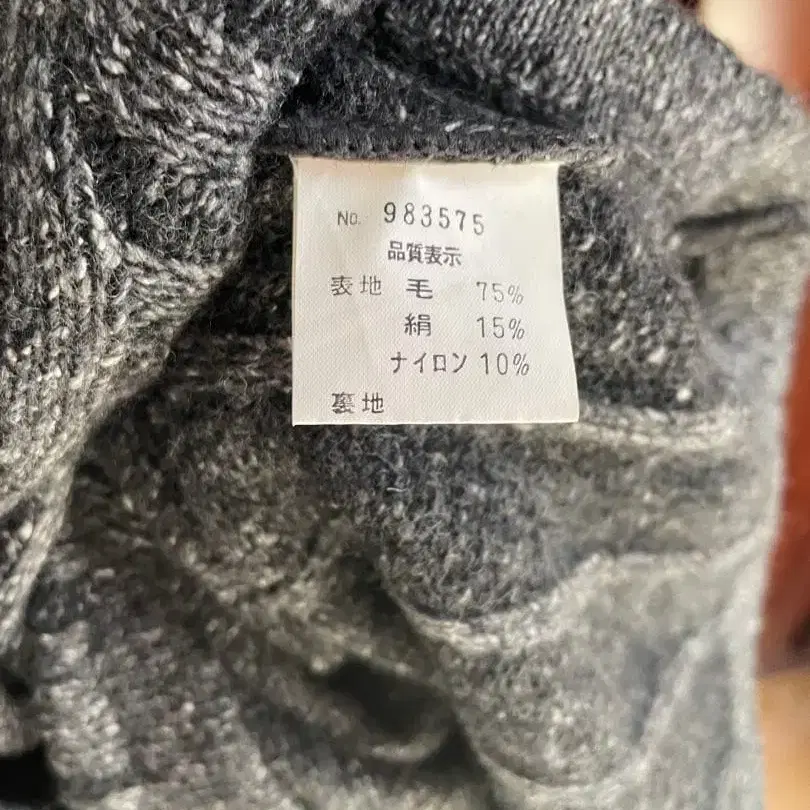 No. 983575
品質表示
表地 毛 75%
絹 15%
ナイロン 10%
裏地